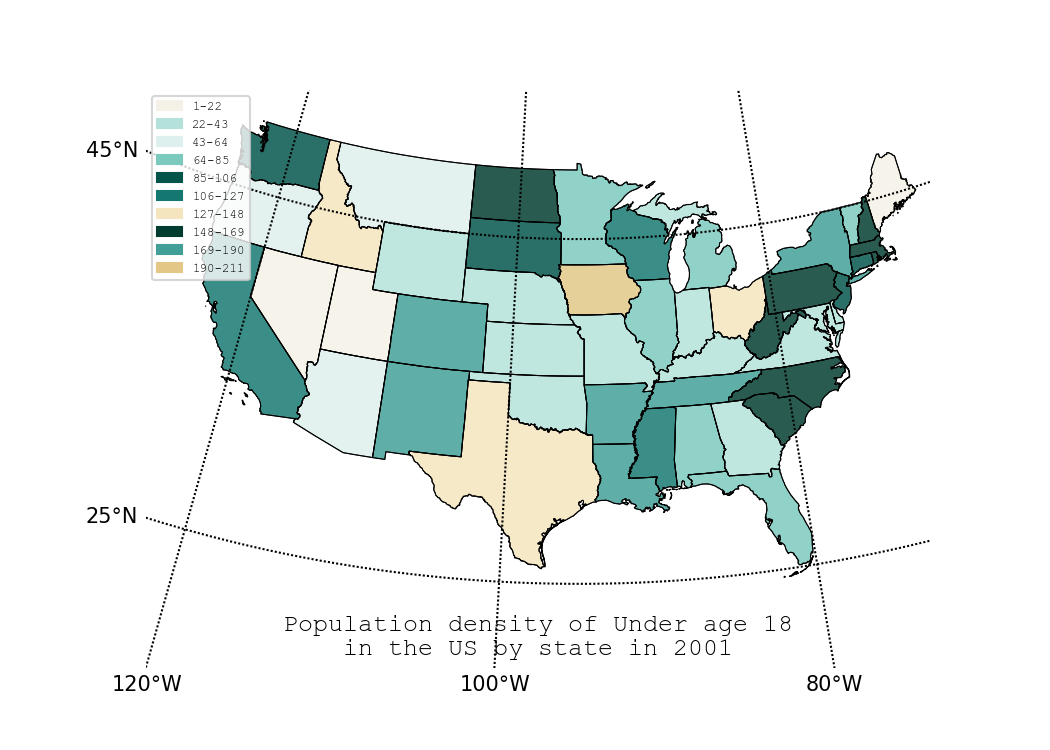 1-22
22-43
43-64
45°N
64-85
85-106
106-127
127-148
148-169
169-190
190-211
25°N
Population density of Under age 18
in the US by state in 2001
120°W
100°W
80°W